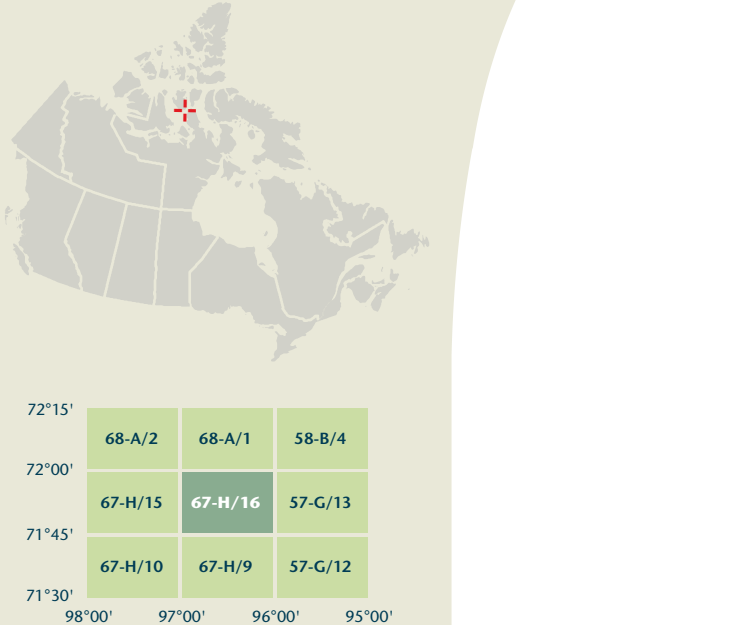 72°15'
68-A/2 68-A/1 58-B/4
72°00'
67-H/15 67-H/16 57-G/13
71°45'
67-H/10 67-H/9 57-G/12
71°30'
98°00' 97°00' 96°00' 95°00'